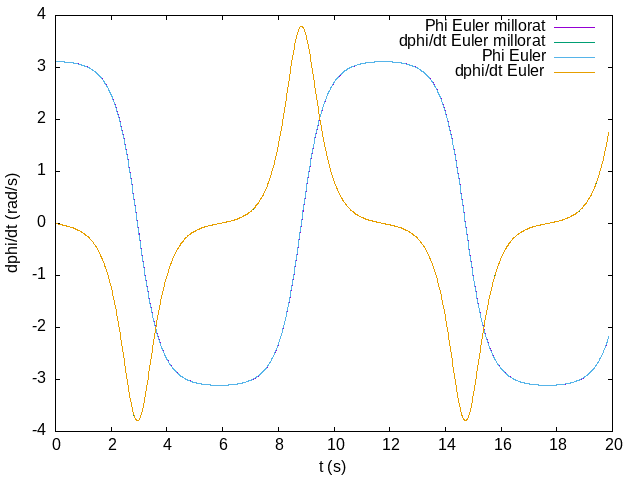 Phi Euler millorat
dphi/dt Euler millorat
Phi Euler
dphi/dt Euler
4
3
2
1
0
-1
-2
-3
-4
dphi/dt (rad/s)
0 2 4 6 8 10 12 14 16 18 20
t (s)